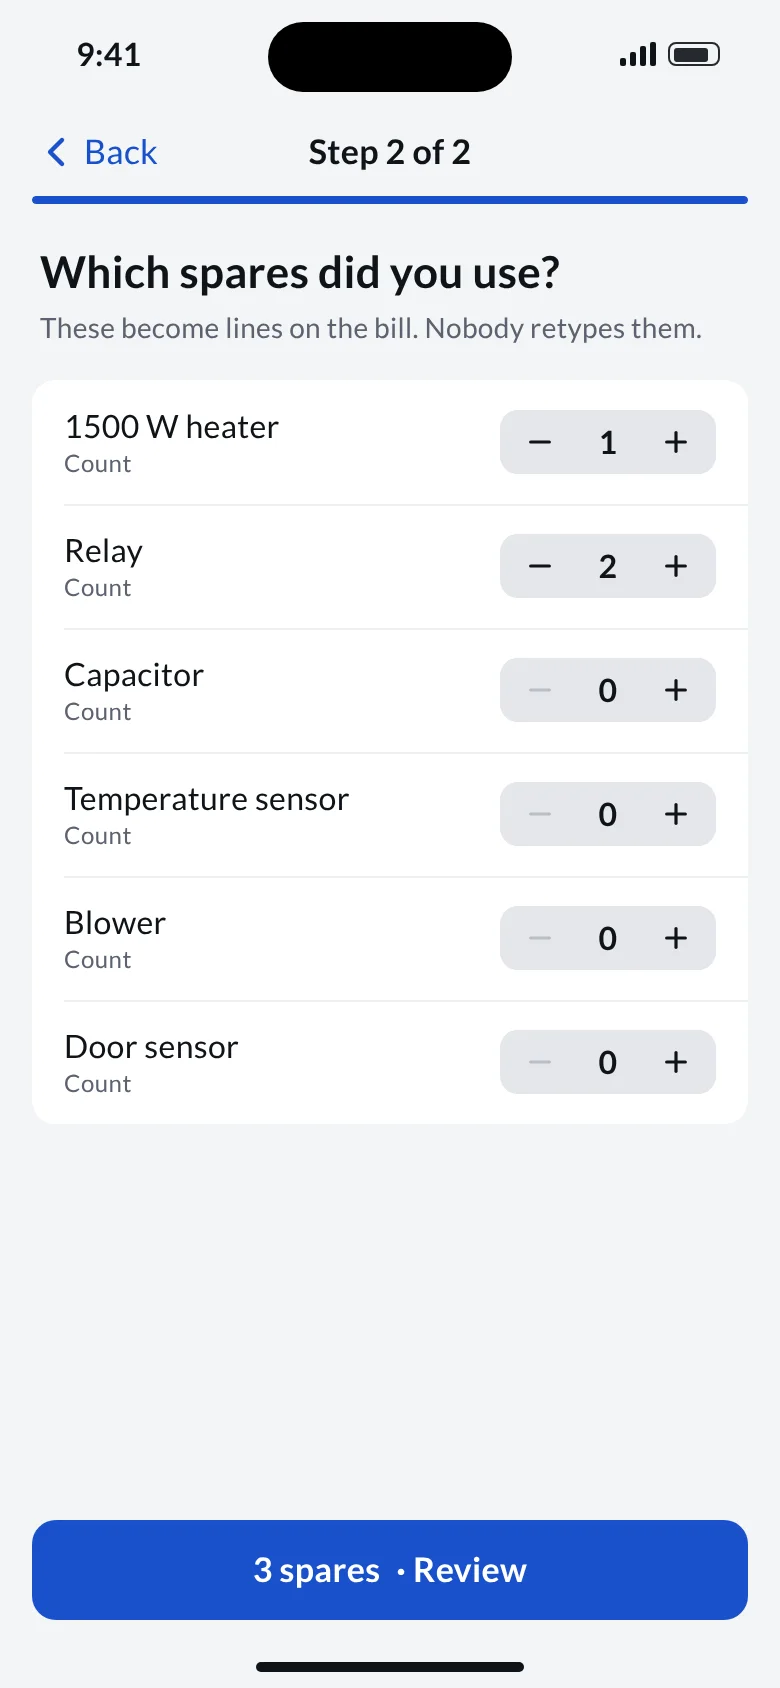 9:41
Back
Step 2 of 2
Which spares did you use?
These become lines on the bill. Nobody retypes them.
1500 W heater
Count
− 1 +
Relay
Count
− 2 +
Capacitor
Count
− 0 +
Temperature sensor
Count
− 0 +
Blower
Count
− 0 +
Door sensor
Count
− 0 +
3 spares · Review